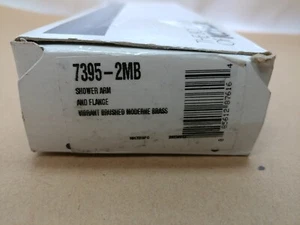 7395-2MB
SHOWER ARM
AND FLANGE
VIBRANT BRUSHED MODERNE BRASS